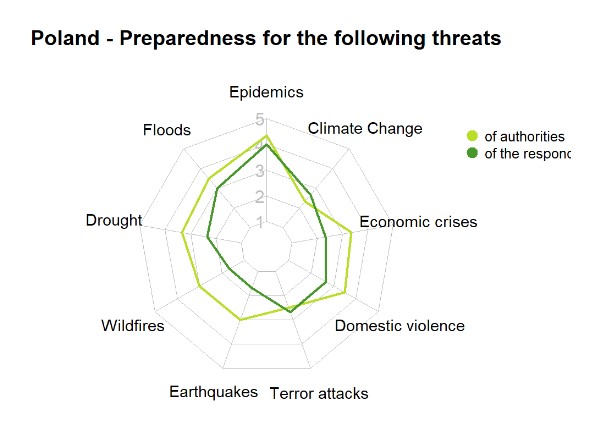 Poland - Preparedness for the following threats
Epidemics
Floods
Climate Change
5
4
3
2
1
of authorities
of the respond
Drought
Economic crises
Wildfires
Domestic violence
Earthquakes
Terror attacks